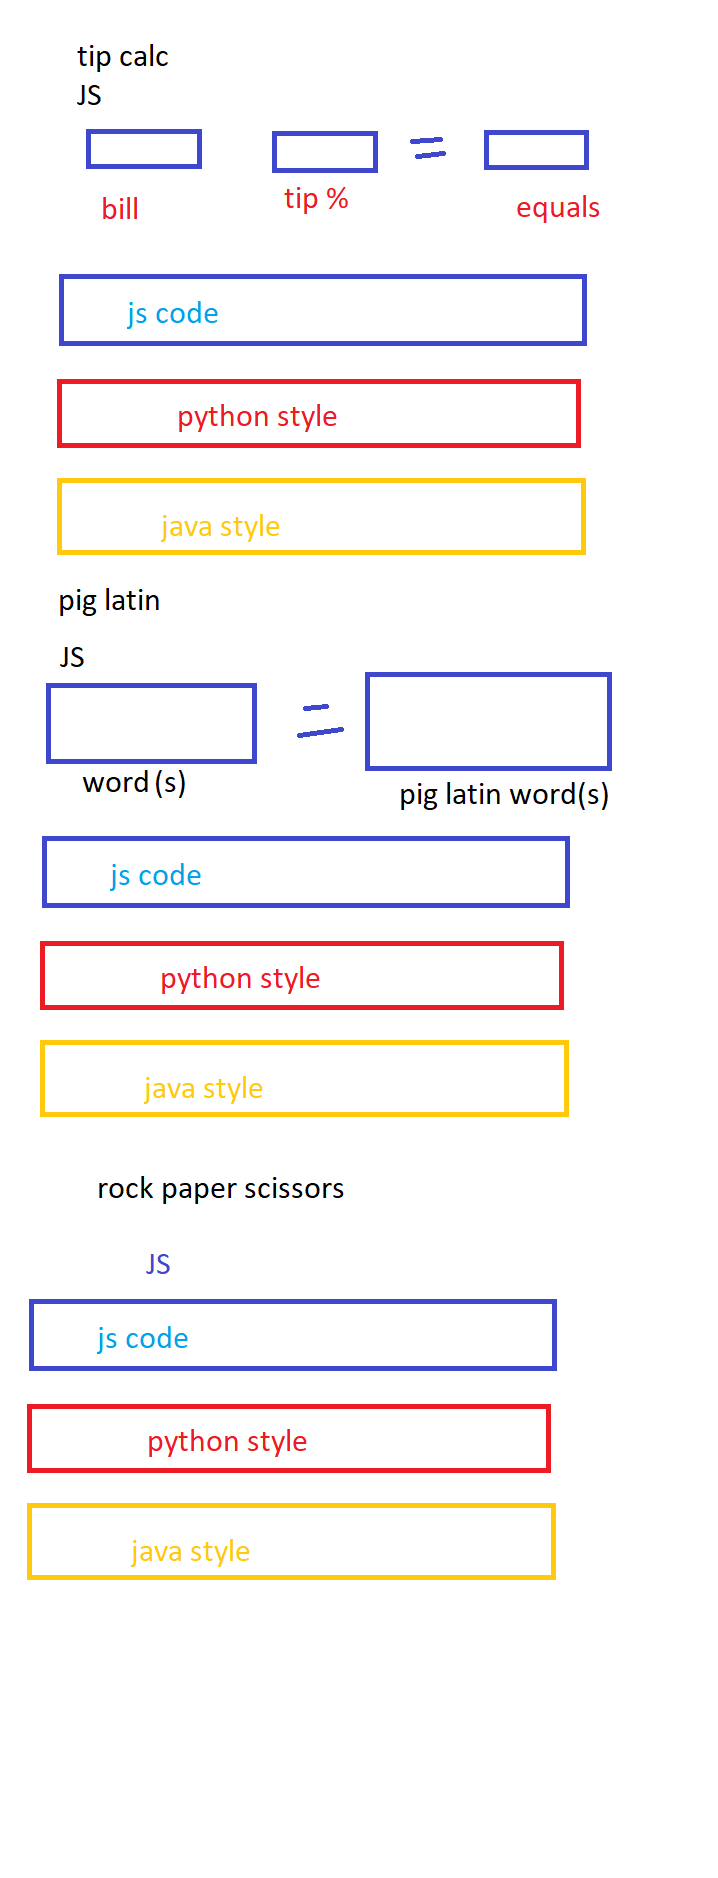 tip calc
JS
bill tip % equals
js code
python style
java style
pig latin
JS
word (s) pig latin word(s)
js code
python style
java style
rock paper scissors
JS
js code
python style
java style